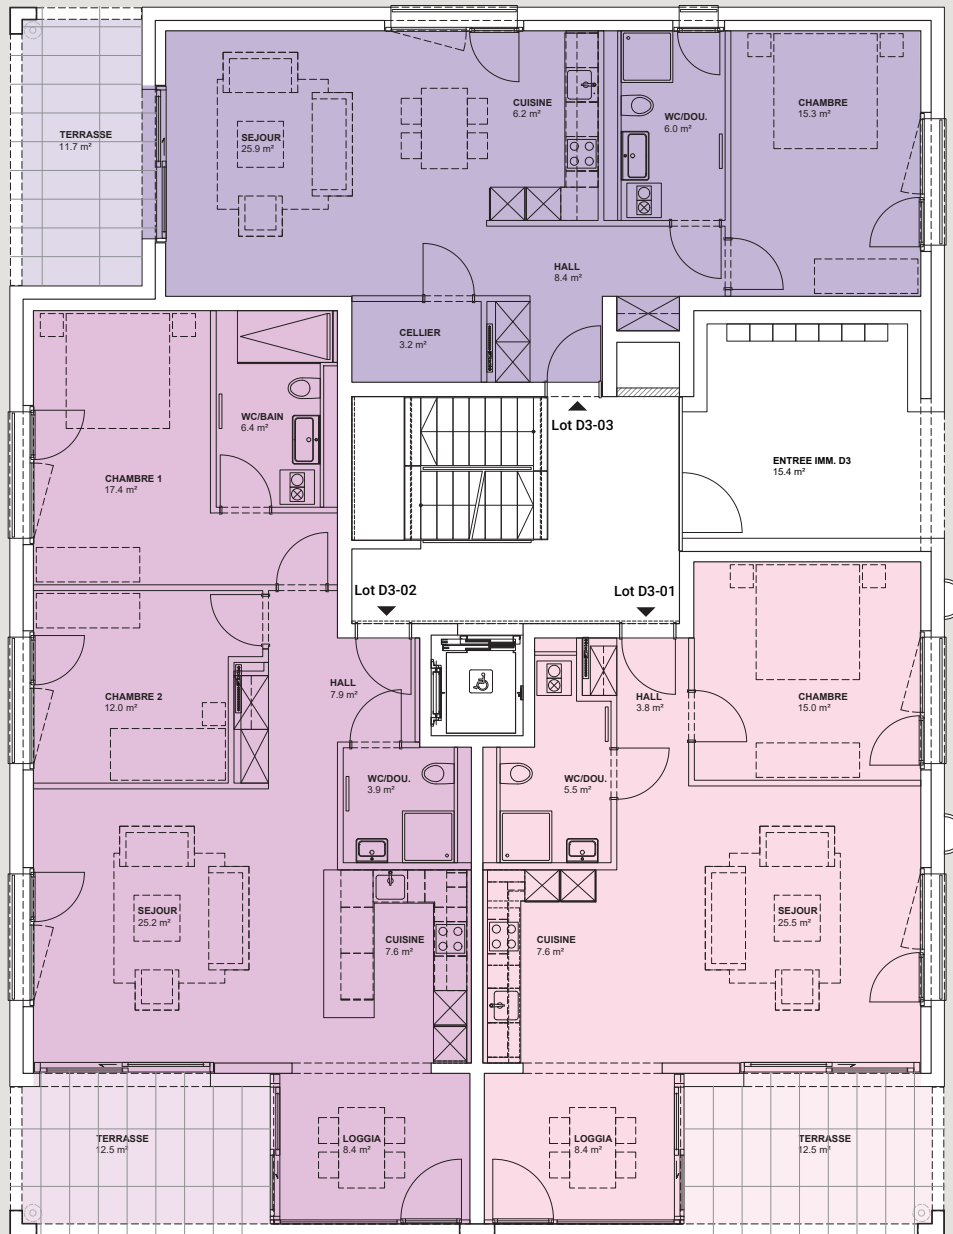 TERRASSE
11.7 m²
SEJOUR
25.9 m²
CUISINE
6.2 m²
WC/DOU.
6.0 m²
CHAMBRE
15.3 m²
HALL
8.4 m²
CELLIER
3.2 m²
WC/BAIN
6.4 m²
Lot D3-03
CHAMBRE 1
17.4 m²
ENTREE IMM. D3
15.4 m²
Lot D3-02
Lot D3-01
CHAMBRE 2
12.0 m²
HALL
7.9 m²
HALL
3.8 m²
CHAMBRE
15.0 m²
WC/DOU.
3.9 m²
WC/DOU.
5.5 m²
SEJOUR
25.2 m²
CUISINE
7.6 m²
CUISINE
7.6 m²
SEJOUR
25.5 m²
TERRASSE
12.5 m²
LOGGIA
8.4 m²
LOGGIA
8.4 m²
TERRASSE
12.5 m²